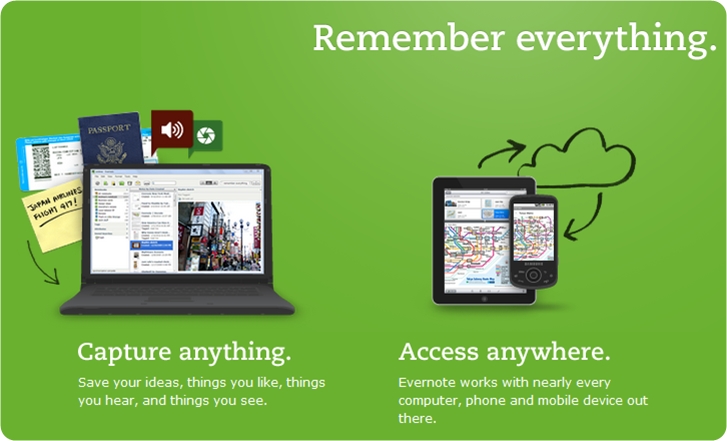 Remember everything.
PASSPORT
JAPAN AIRLINES
FLIGHT 417!
Capture anything.
Save your ideas, things you like, things
you hear, and things you see.
Access anywhere.
Evernote works with nearly every
computer, phone and mobile device out
there.